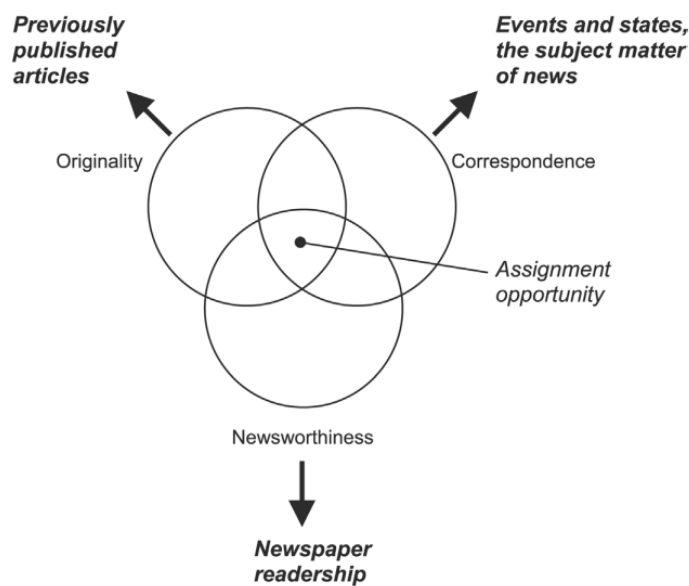 Previously
published
articles
Events and states,
the subject matter
of news
Originality
Correspondence
Assignment
opportunity
Newsworthiness
Newspaper
readership